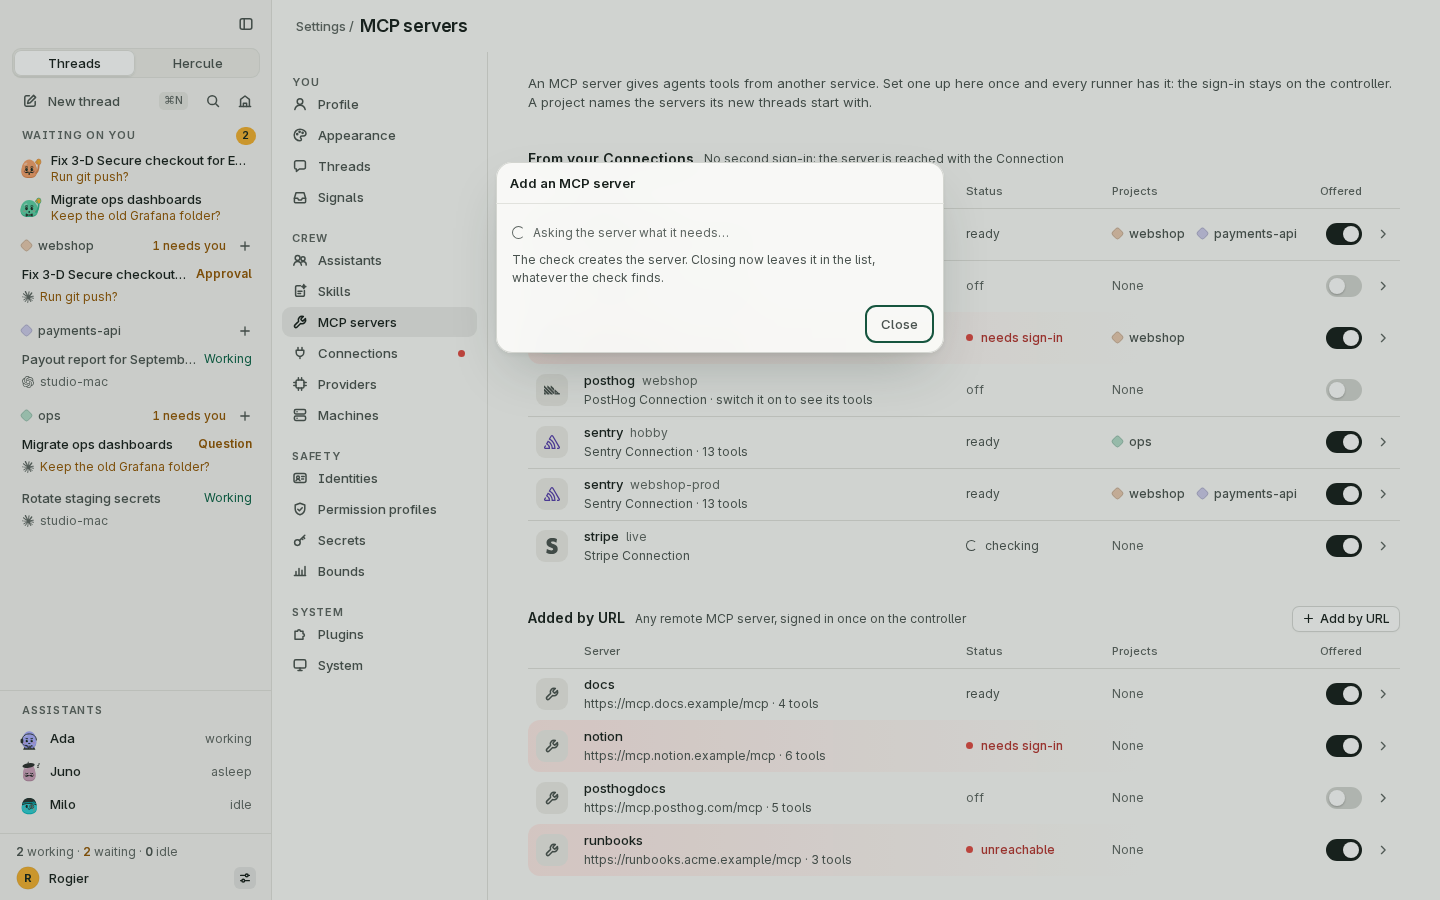 Threads
Hercule
New thread
⌘N
WAITING ON YOU
2
Fix 3-D Secure checkout for E…
Run git push?
Migrate ops dashboards
Keep the old Grafana folder?
webshop
1 needs you
Fix 3-D Secure checkout…
Approval
Run git push?
payments-api
Payout report for Septemb…
Working
studio-mac
ops
1 needs you
Migrate ops dashboards
Question
Keep the old Grafana folder?
Rotate staging secrets
Working
studio-mac
ASSISTANTS
Ada
working
Juno
asleep
Milo
idle
2 working · 2 waiting · 0 idle
R
Rogier
Settings / MCP servers
YOU
Profile
Appearance
Threads
Signals
CREW
Assistants
Skills
MCP servers
Connections
Providers
Machines
SAFETY
Identities
Permission profiles
Secrets
Bounds
SYSTEM
Plugins
System
An MCP server gives agents tools from another service. Set one up here once and every runner has it: the sign-in stays on the controller.
A project names the servers its new threads start with.
From your Connections
No second sign-in: the server is reached with the Connection
Status
Projects
Offered
ready
webshop
payments-api
off
None
needs sign-in
webshop
Add an MCP server
Asking the server what it needs…
The check creates the server. Closing now leaves it in the list,
whatever the check finds.
Close
posthog webshop
PostHog Connection · switch it on to see its tools
off
None
sentry hobby
Sentry Connection · 13 tools
ready
ops
sentry webshop-prod
Sentry Connection · 13 tools
ready
webshop
payments-api
stripe live
Stripe Connection
checking
None
Added by URL
Any remote MCP server, signed in once on the controller
Add by URL
Server
Status
Projects
Offered
docs
https://mcp.docs.example/mcp · 4 tools
ready
None
notion
https://mcp.notion.example/mcp · 6 tools
needs sign-in
None
posthogdocs
https://mcp.posthog.com/mcp · 5 tools
off
None
runbooks
https://runbooks.acme.example/mcp · 3 tools
unreachable
None